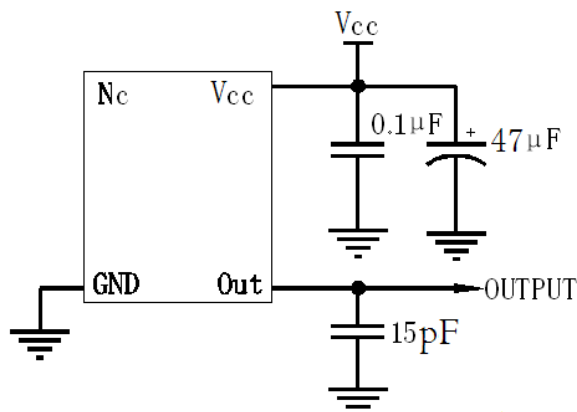 Vcc
Nc Vcc
0.1μF
+
47μF
GND Out
OUTPUT
15pF